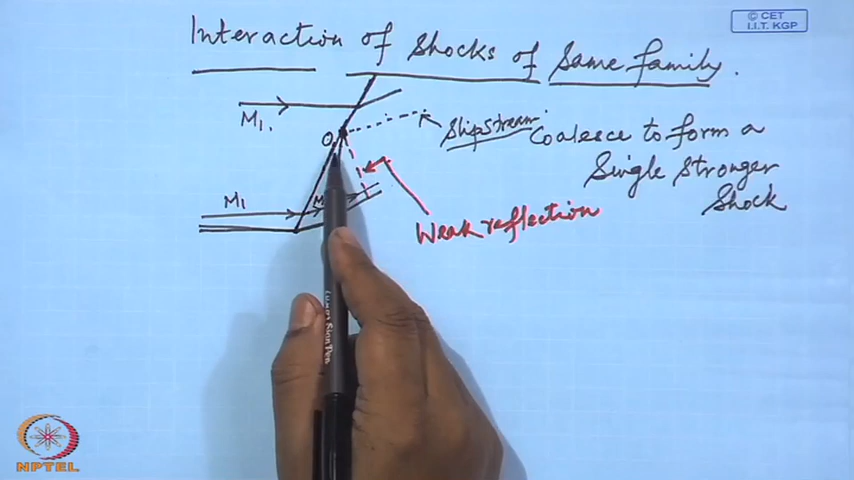 © CET
I.I.T. KGP
Interaction of shocks of same family.
M1.
Slipstream.
Coalesce to form a
Single stronger
Shock
O
M1
M
Weak reflection
NPTEL